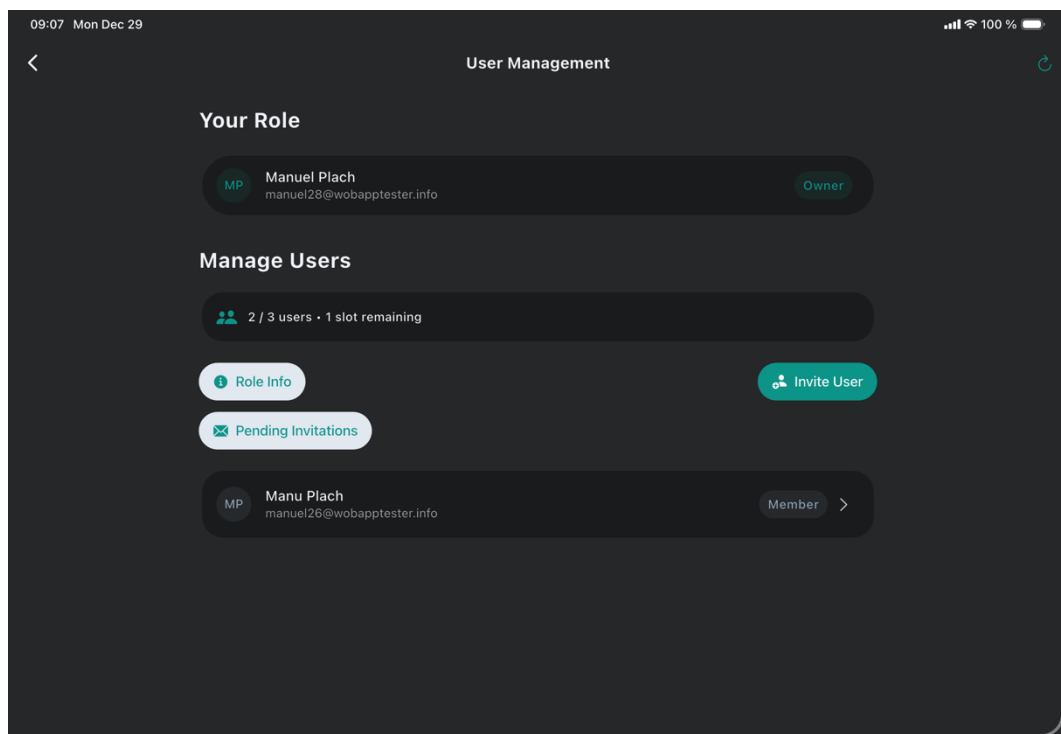 09:07 Mon Dec 29
100 %
User Management
Your Role
MP
Manuel Plach
manuel28@wobapptester.info
Owner
Manage Users
2 / 3 users • 1 slot remaining
Role Info
Invite User
Pending Invitations
MP
Manu Plach
manuel26@wobapptester.info
Member